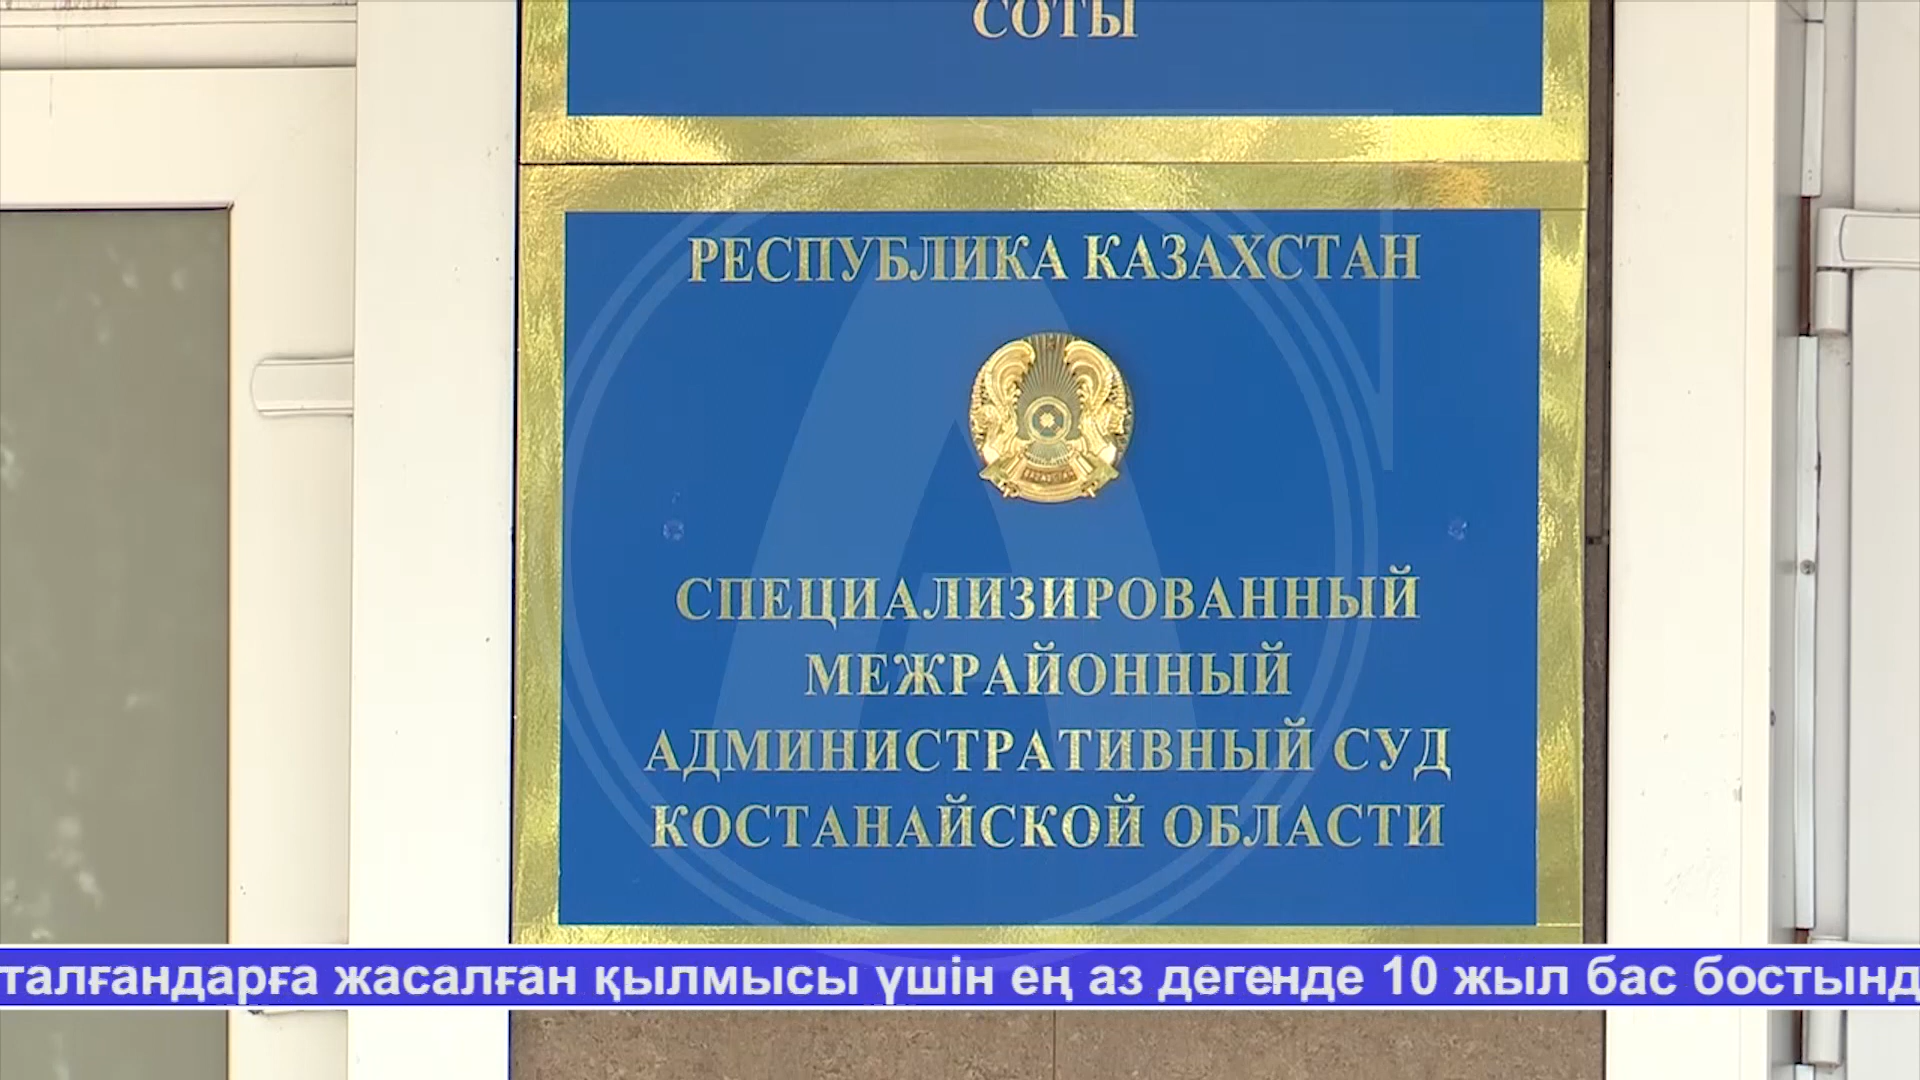 СОТЫ
РЕСПУБЛИКА КАЗАХСТАН
СПЕЦИАЛИЗИРОВАННЫЙ
МЕЖРАЙОННЫЙ
АДМИНИСТРАТИВНЫЙ СУД
КОСТАНАЙСКОЙ ОБЛАСТИ
талғандарға жасалған қылмысы үшін ең аз дегенде 10 жыл бас бостынд